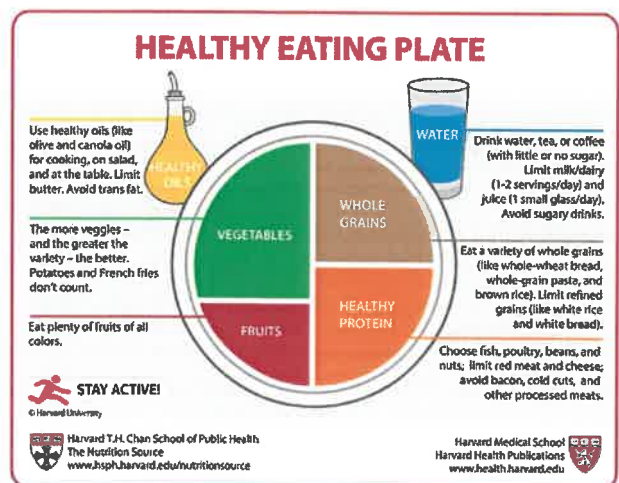 HEALTHY EATING PLATE
Use healthy oils (like
olive and canola oil)
for cooking, on salad,
and at the table. Limit
butter. Avoid trans fat.
HEALTHY
OILS
The more veggies –
and the greater the
variety – the better.
Potatoes and French fries
don't count.
Eat plenty of fruits of all
colors.
VEGETABLES
FRUITS
WHOLE
GRAINS
HEALTHY
PROTEIN
WATER
Drink water, tea, or coffee
(with little or no sugar).
Limit milk/dairy
(1-2 servings/day) and
juice (1 small glass/day).
Avoid sugary drinks.
Eat a variety of whole grains
(like whole-wheat bread,
whole-grain pasta, and
brown rice). Limit refined
grains (like white rice
and white bread).
Choose fish, poultry, beans, and
nuts; limit red meat and cheese;
avoid bacon, cold cuts, and
other processed meats.
STAY ACTIVE!
© Harvard University
Harvard T.H. Chan School of Public Health
The Nutrition Source
www.hsph.harvard.edu/nutritionsource
Harvard Medical School
Harvard Health Publications
www.health.harvard.edu